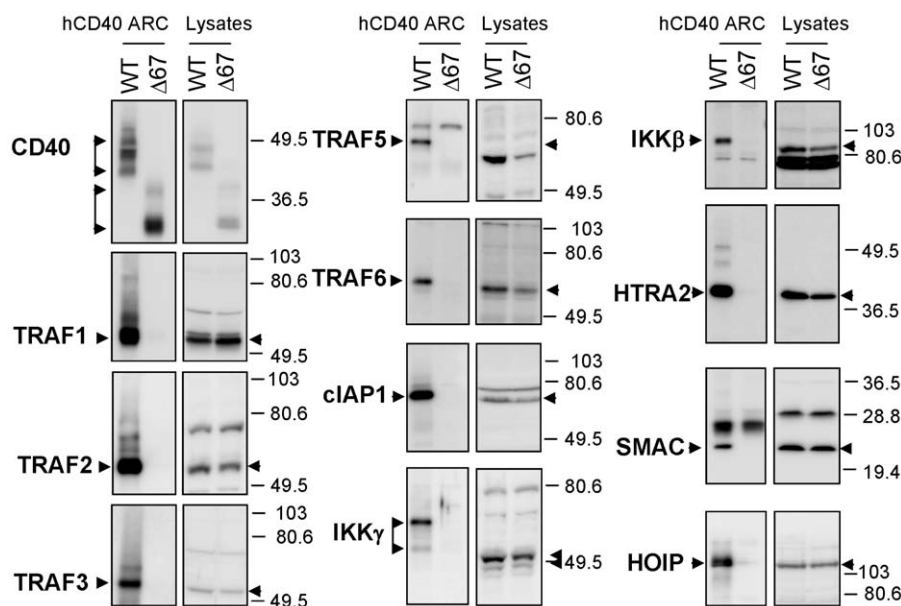 hCD40 ARC Lysates
WT Δ67 WT Δ67
CD40
49.5
36.5
TRAF1
103
80.6
49.5
TRAF2
103
80.6
49.5
TRAF3
103
80.6
49.5
hCD40 ARC Lysates
WT Δ67 WT Δ67
TRAF5
80.6
49.5
TRAF6
103
80.6
49.5
cIAP1
103
80.6
49.5
IKKγ
80.6
49.5
hCD40 ARC Lysates
WT Δ67 WT Δ67
IKKβ
103
80.6
HTRA2
49.5
36.5
SMAC
36.5
28.8
19.4
HOIP
103
80.6